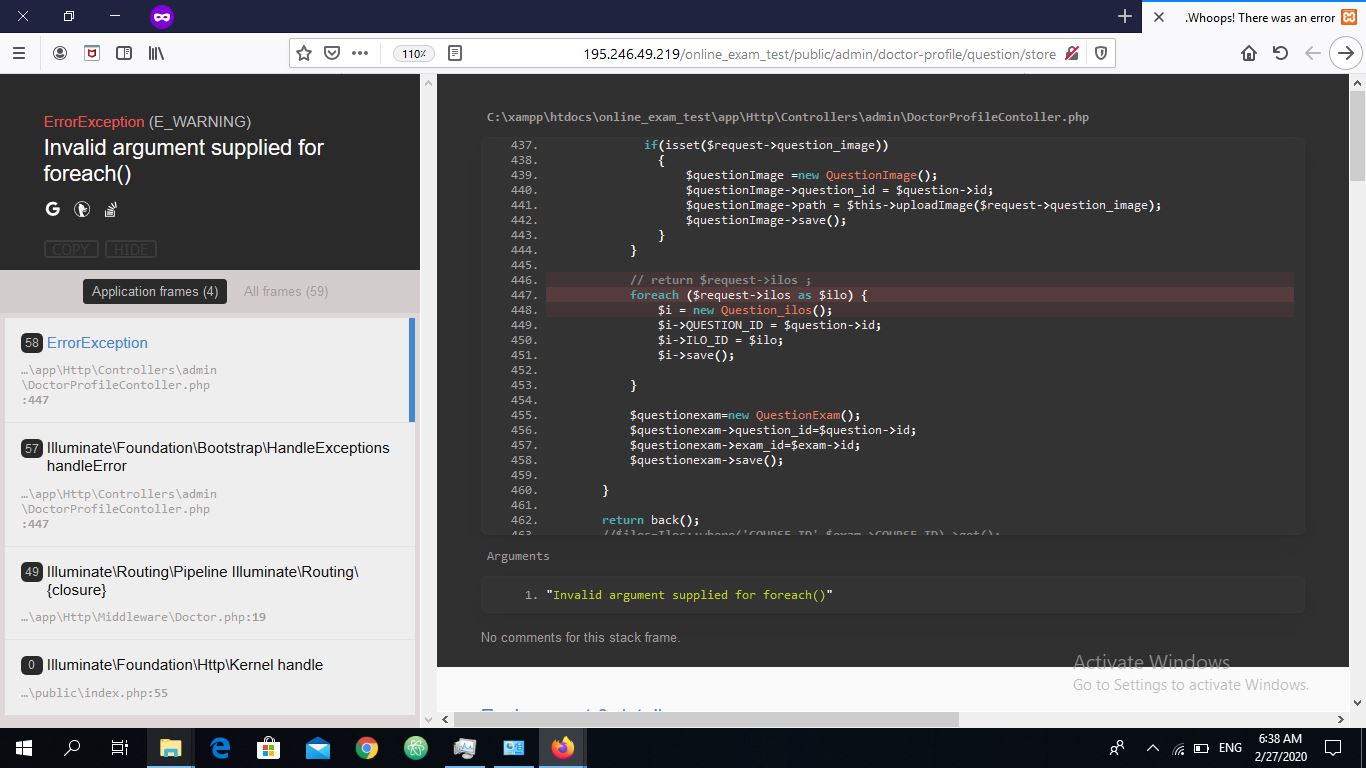 .Whoops! There was an error
110%
195.246.49.219/online_exam_test/public/admin/doctor-profile/question/store
ErrorException (E_WARNING)
Invalid argument supplied for
foreach()
COPY HIDE
Application frames (4) All frames (59)
58 ErrorException
…\app\Http\Controllers\admin
\DoctorProfileContoller.php
:447
57 Illuminate\Foundation\Bootstrap\HandleExceptions
handleError
…\app\Http\Controllers\admin
\DoctorProfileContoller.php
:447
49 Illuminate\Routing\Pipeline Illuminate\Routing\
{closure}
…\app\Http\Middleware\Doctor.php:19
0 Illuminate\Foundation\Http\Kernel handle
…\public\index.php:55
C:\xampp\htdocs\online_exam_test\app\Http\Controllers\admin\DoctorProfileContoller.php
437. if(isset($request->question_image))
438. {
439. $questionImage =new QuestionImage();
440. $questionImage->question_id = $question->id;
441. $questionImage->path = $this->uploadImage($request->question_image);
442. $questionImage->save();
443. }
444. }
445.
446. // return $request->ilos ;
447. foreach ($request->ilos as $ilo) {
448. $i = new Question_ilos();
449. $i->QUESTION_ID = $question->id;
450. $i->ILO_ID = $ilo;
451. $i->save();
452.
453. }
454.
455. $questionexam=new QuestionExam();
456. $questionexam->question_id=$question->id;
457. $questionexam->exam_id=$exam->id;
458. $questionexam->save();
459.
460. }
461.
462. return back();
463. //$ilos=Ilos::where('COURSE_ID',$exam->COURSE_ID)->get();
Arguments
1. "Invalid argument supplied for foreach()"
No comments for this stack frame.
Activate Windows
Go to Settings to activate Windows.
ENG
6:38 AM
2/27/2020